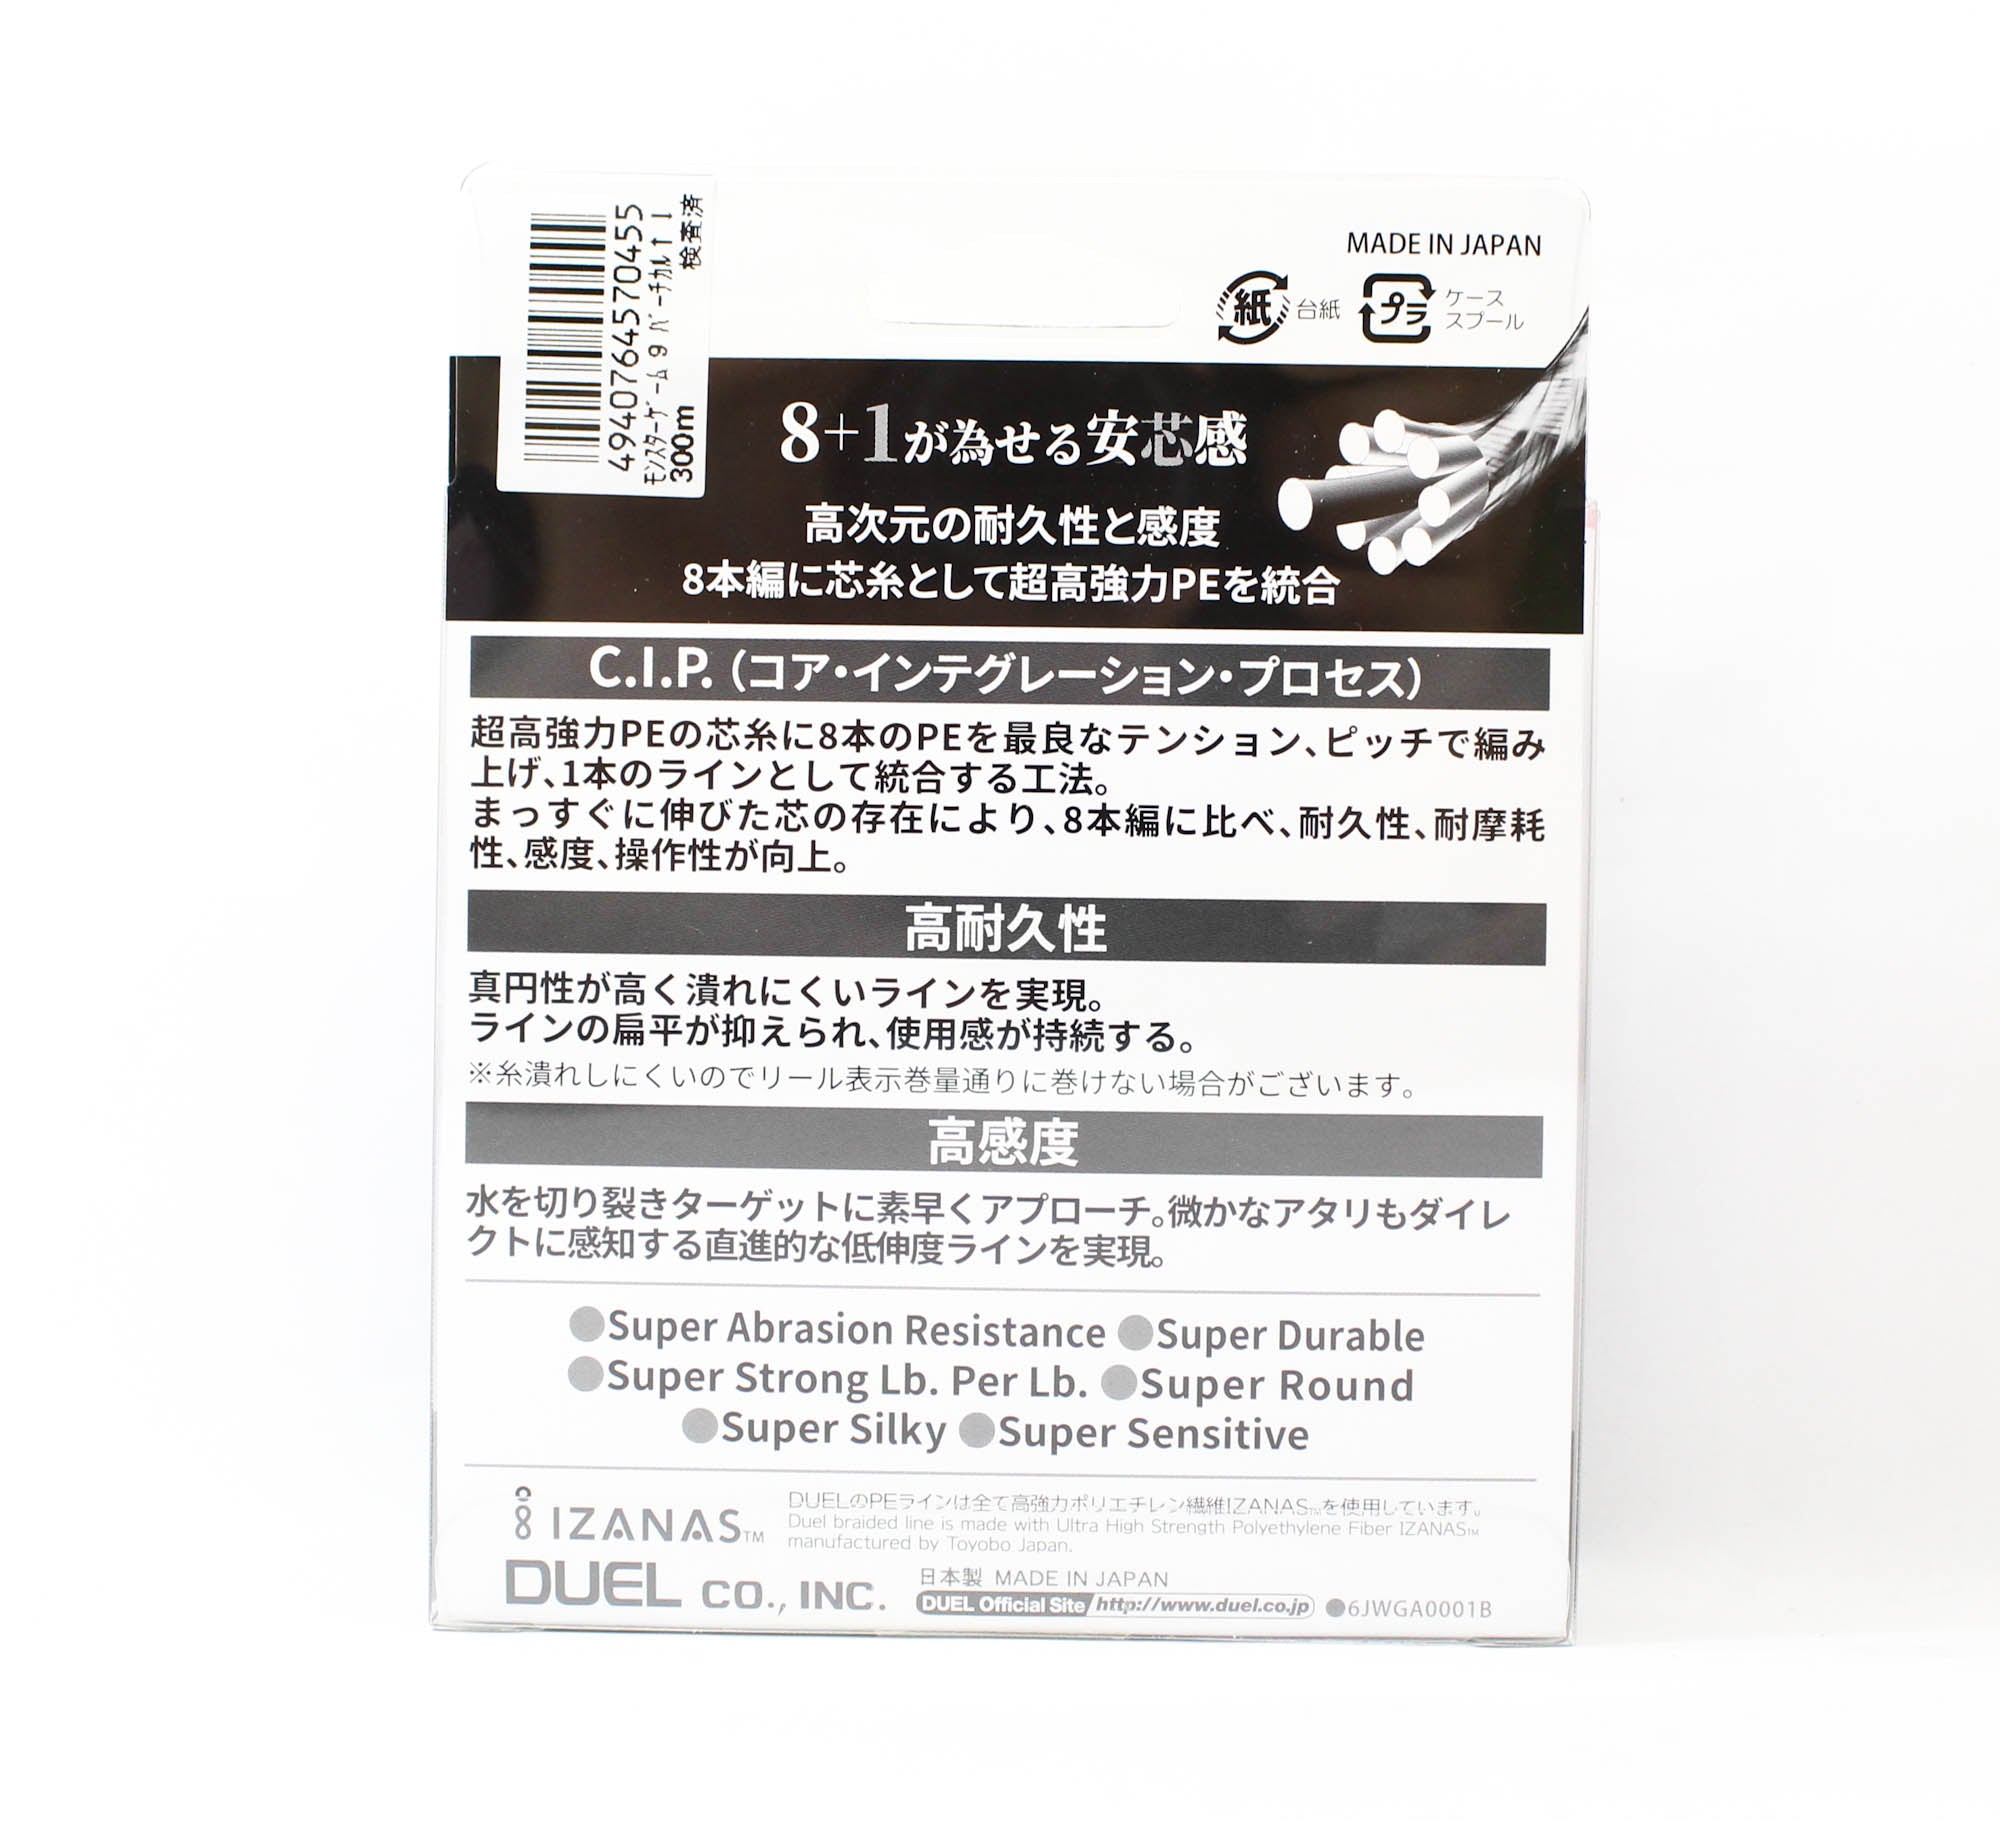 4940764570455
ﾓﾝｽﾀｰｹﾞｰﾑ 9 ﾊﾞｰﾁｶﾙ
300m
検査済
MADE IN JAPAN
紙 台紙
プラ ケース
スプール
8+1が為せる安芯感
高次元の耐久性と感度
8本編に芯糸として超高強力PEを統合
C.I.P.（コア・インテグレーション・プロセス）
超高強力PEの芯糸に8本のPEを最良なテンション、ピッチで編み
上げ、1本のラインとして統合する工法。
まっすぐに伸びた芯の存在により、8本編に比べ、耐久性、耐摩耗
性、感度、操作性が向上。
高耐久性
真円性が高く潰れにくいラインを実現。
ラインの扁平が抑えられ、使用感が持続する。
※糸潰れしにくいのでリール表示巻量通りに巻けない場合がございます。
高感度
水を切り裂きターゲットに素早くアプローチ。微かなアタリもダイレ
クトに感知する直進的な低伸度ラインを実現。
●Super Abrasion Resistance ●Super Durable
●Super Strong Lb. Per Lb. ●Super Round
●Super Silky ●Super Sensitive
IZANAS™
DUELのPEラインは全て高強力ポリエチレン繊維IZANAS™を使用しています。
Duel braided line is made with Ultra High Strength Polyethylene Fiber IZANAS™
manufactured by Toyobo Japan.
DUEL CO., INC.
日本製 MADE IN JAPAN
DUEL Official Site http://www.duel.co.jp ●6JWGA0001B